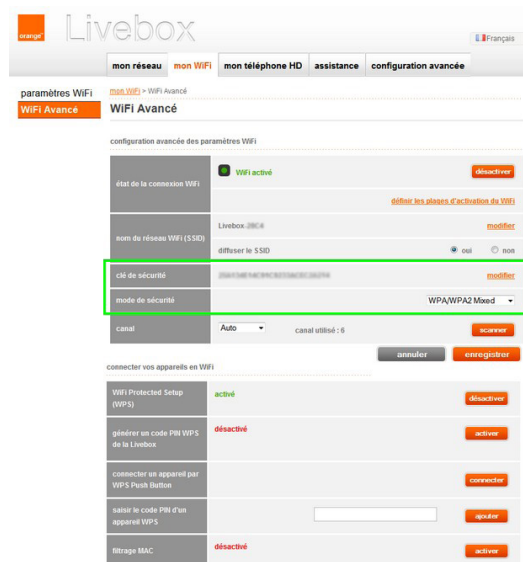 orange™
Livebox
Français
mon réseau mon WiFi mon téléphone HD assistance configuration avancée
paramètres WiFi
WiFi Avancé
mon WiFi > WiFi Avancé
WiFi Avancé
configuration avancée des paramètres WiFi
état de la connexion WiFi
WiFi activé
désactiver
définir les plages d'activation du WiFi
nom du réseau WiFi (SSID)
Livebox
modifier
diffuser le SSID
oui non
clé de sécurité
modifier
mode de sécurité
WPA/WPA2 Mixed
canal
Auto
canal utilisé : 6
scanner
annuler enregistrer
connecter vos appareils en WiFi
WiFi Protected Setup
(WPS)
activé
désactiver
générer un code PIN WPS
de la Livebox
désactivé
activer
connecter un appareil par
WPS Push Button
connecter
saisir le code PIN d'un
appareil WPS
ajouter
filtrage MAC
désactivé
activer